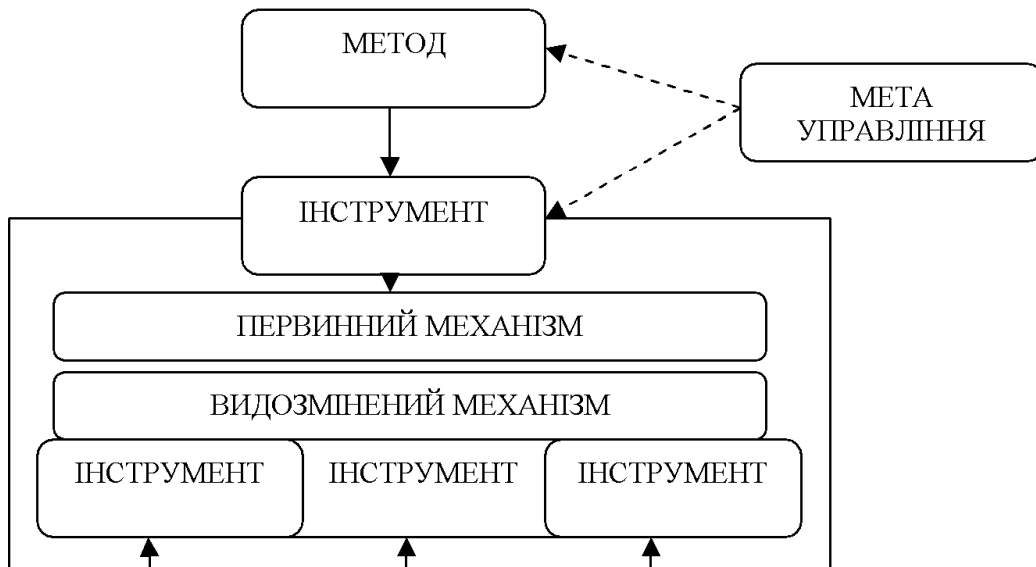 МЕТОД
МЕТА
УПРАВЛІННЯ
ІНСТРУМЕНТ
ПЕРВИННИЙ МЕХАНІЗМ
ВИДОЗМІНЕНИЙ МЕХАНІЗМ
ІНСТРУМЕНТ
ІНСТРУМЕНТ
ІНСТРУМЕНТ